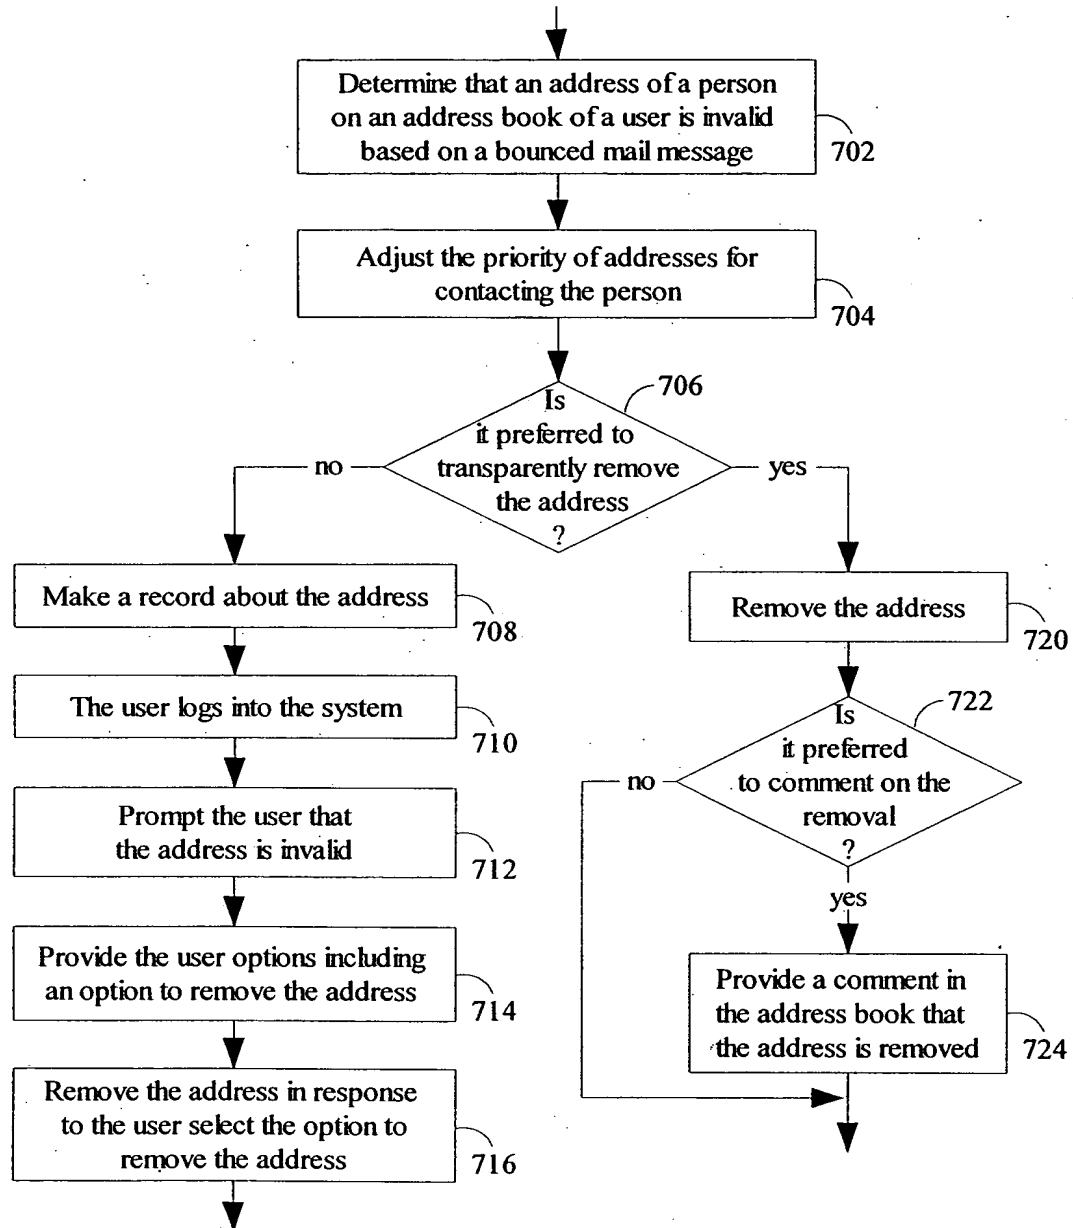 Determine that an address of a person
on an address book of a user is invalid
based on a bounced mail message
702
Adjust the priority of addresses for
contacting the person
704
706
Is
it preferred to
transparently remove
the address
?
no
yes
Make a record about the address
708
The user logs into the system
710
Prompt the user that
the address is invalid
712
Provide the user options including
an option to remove the address
714
Remove the address in response
to the user select the option to
remove the address
716
Remove the address
720
722
Is
it preferred
to comment on the
removal
?
no
yes
Provide a comment in
the address book that
the address is removed
724